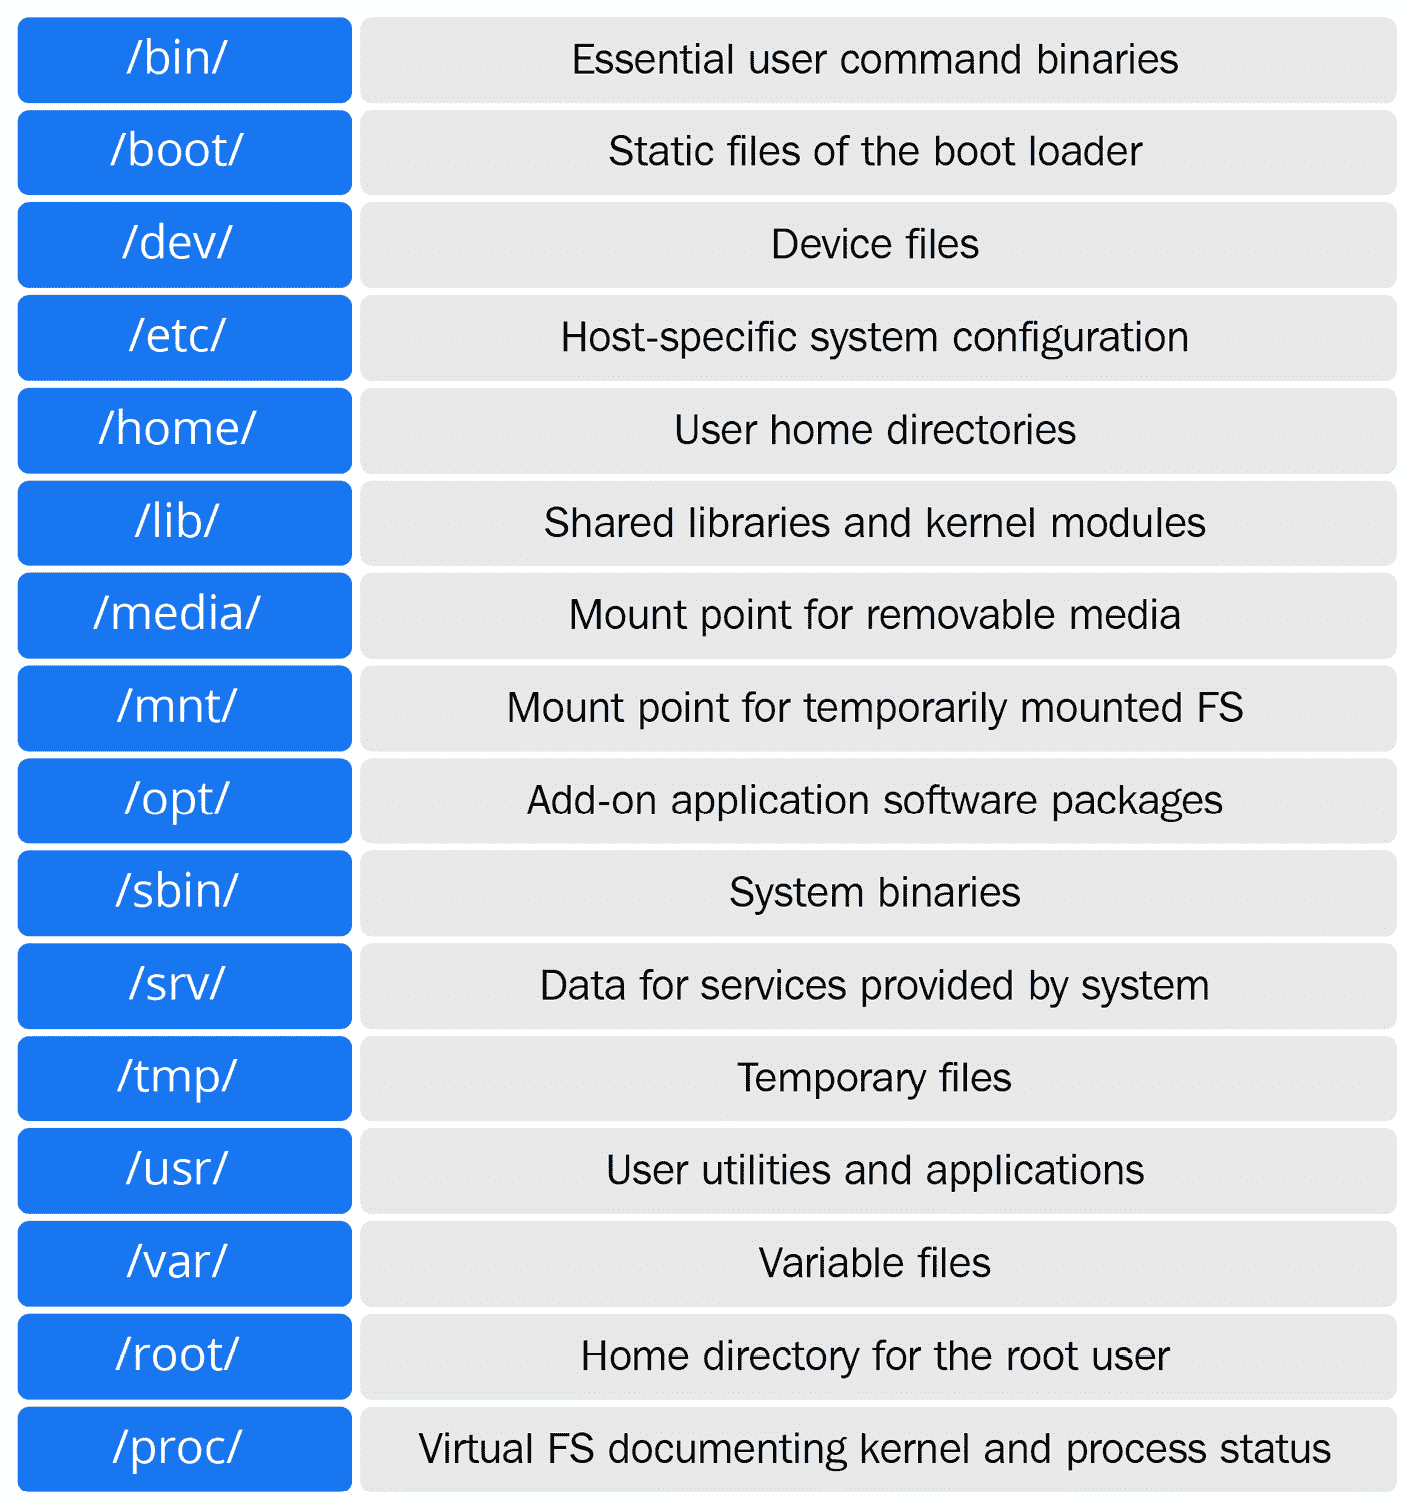 /bin/ Essential user command binaries
/boot/ Static files of the boot loader
/dev/ Device files
/etc/ Host-specific system configuration
/home/ User home directories
/lib/ Shared libraries and kernel modules
/media/ Mount point for removable media
/mnt/ Mount point for temporarily mounted FS
/opt/ Add-on application software packages
/sbin/ System binaries
/srv/ Data for services provided by system
/tmp/ Temporary files
/usr/ User utilities and applications
/var/ Variable files
/root/ Home directory for the root user
/proc/ Virtual FS documenting kernel and process status